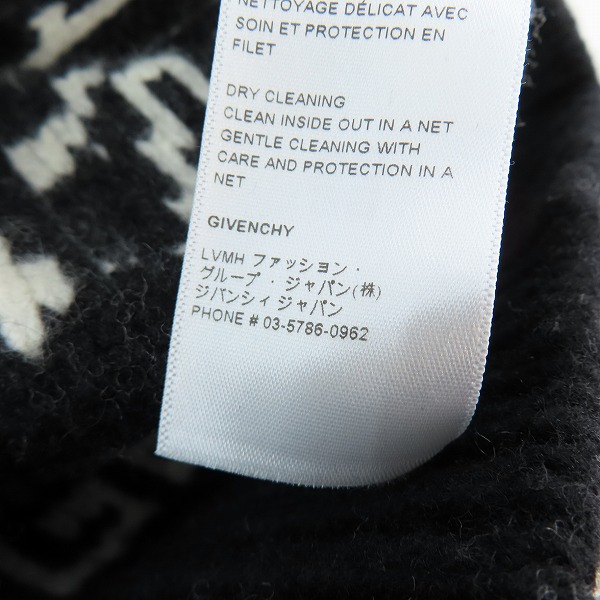 NETTOYAGE DÉLICAT AVEC
SOIN ET PROTECTION EN
FILET
DRY CLEANING
CLEAN INSIDE OUT IN A NET
GENTLE CLEANING WITH
CARE AND PROTECTION IN A
NET
GIVENCHY
LVMH ファッション・
グループ・ジャパン(株)
ジバンシィ ジャパン
PHONE # 03-5786-0962